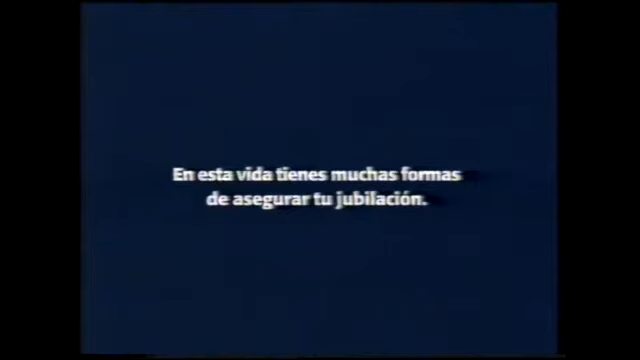 En esta vida tienes muchas formas
de asegurar tu jubilación.